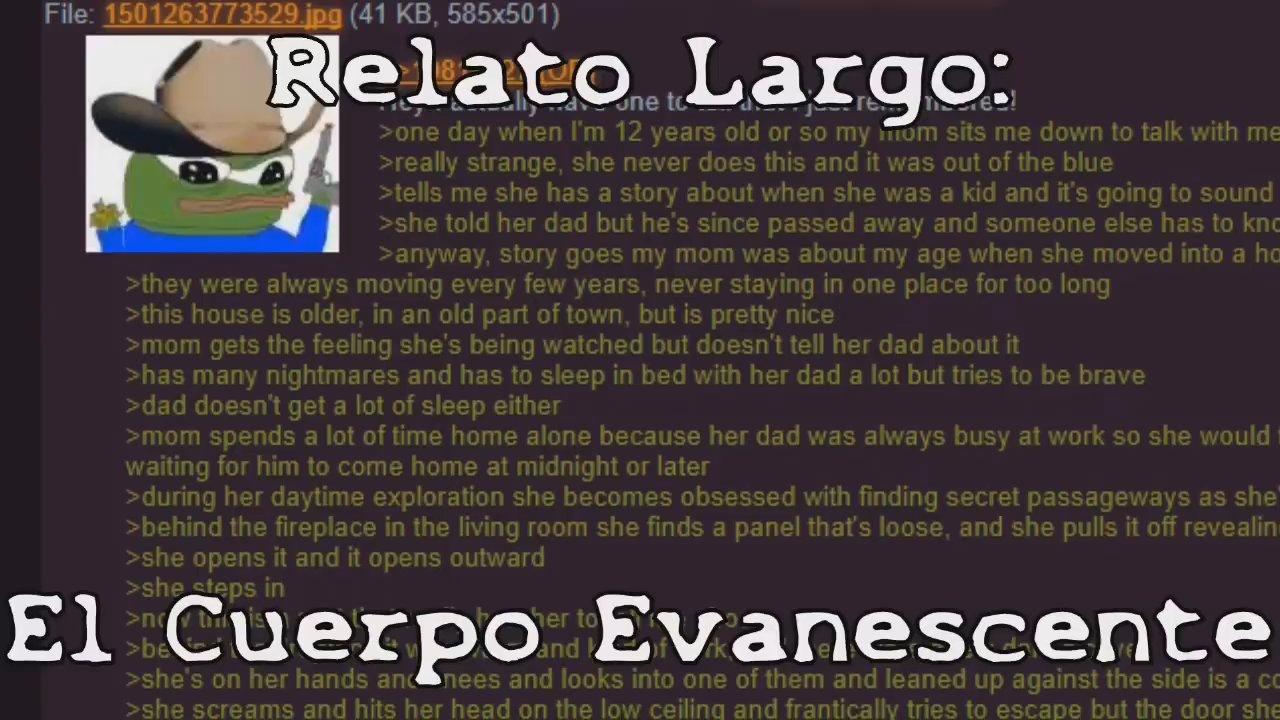 File: 1501263773529.jpg (41 KB, 585x501)
Relato Largo:
>one day when I'm 12 years old or so my mom sits me down to talk with me
>really strange, she never does this and it was out of the blue
>tells me she has a story about when she was a kid and it's going to sound
>she told her dad but he's since passed away and someone else has to
>anyway, story goes my mom was about my age when she moved into a
>they were always moving every few years, never staying in one place for too long
>this house is older, in an old part of town, but is pretty nice
>mom gets the feeling she's being watched but doesn't tell her dad about it
>has many nightmares and has to sleep in bed with her dad a lot but tries to be brave
>dad doesn't get a lot of sleep either
>mom spends a lot of time home alone because her dad was always busy at work so she would
waiting for him to come home at midnight or later
>during her daytime exploration she becomes obsessed with finding secret passageways as
>behind the fireplace in the living room she finds a panel that's loose, and she pulls it off
>she opens it and it opens outward
>she steps in
El Cuerpo Evanescente
>she's on her hands and knees and looks into one of them and leaned up against the side is a
>she screams and hits her head on the low ceiling and frantically tries to escape but the door